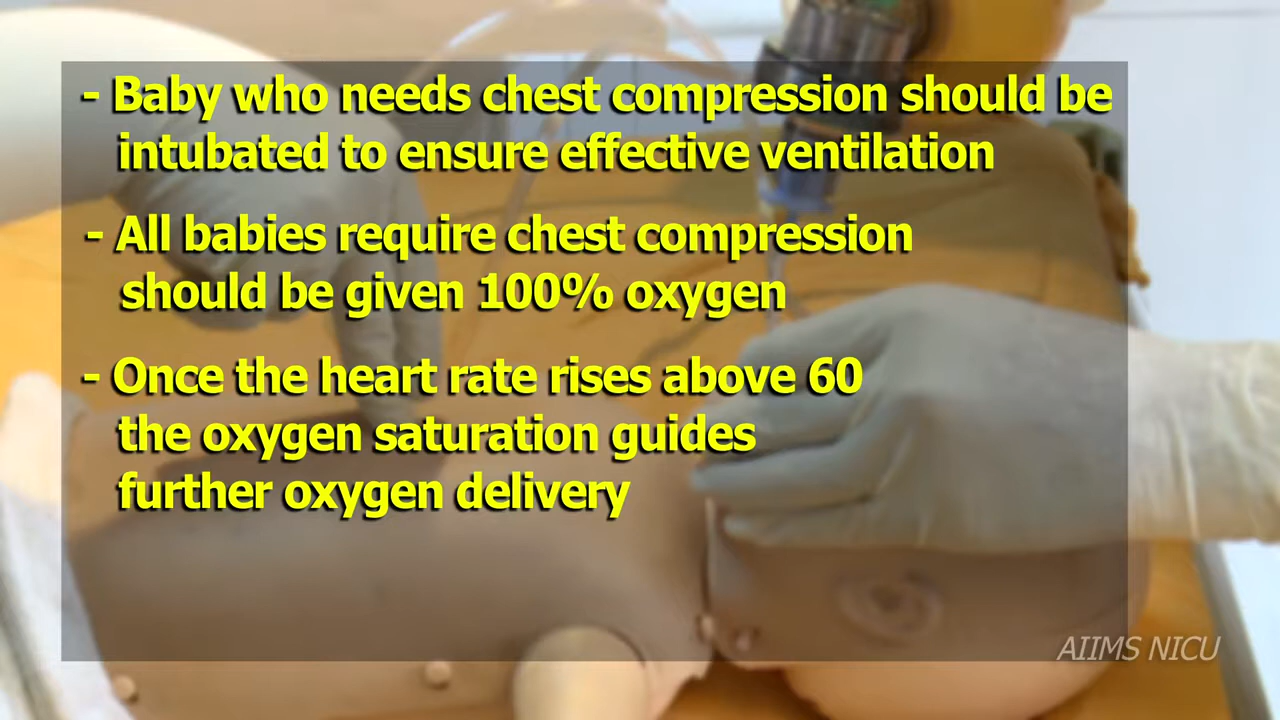 - Baby who needs chest compression should be
intubated to ensure effective ventilation
- All babies require chest compression
should be given 100% oxygen
- Once the heart rate rises above 60
the oxygen saturation guides
further oxygen delivery
AIIMS NICU